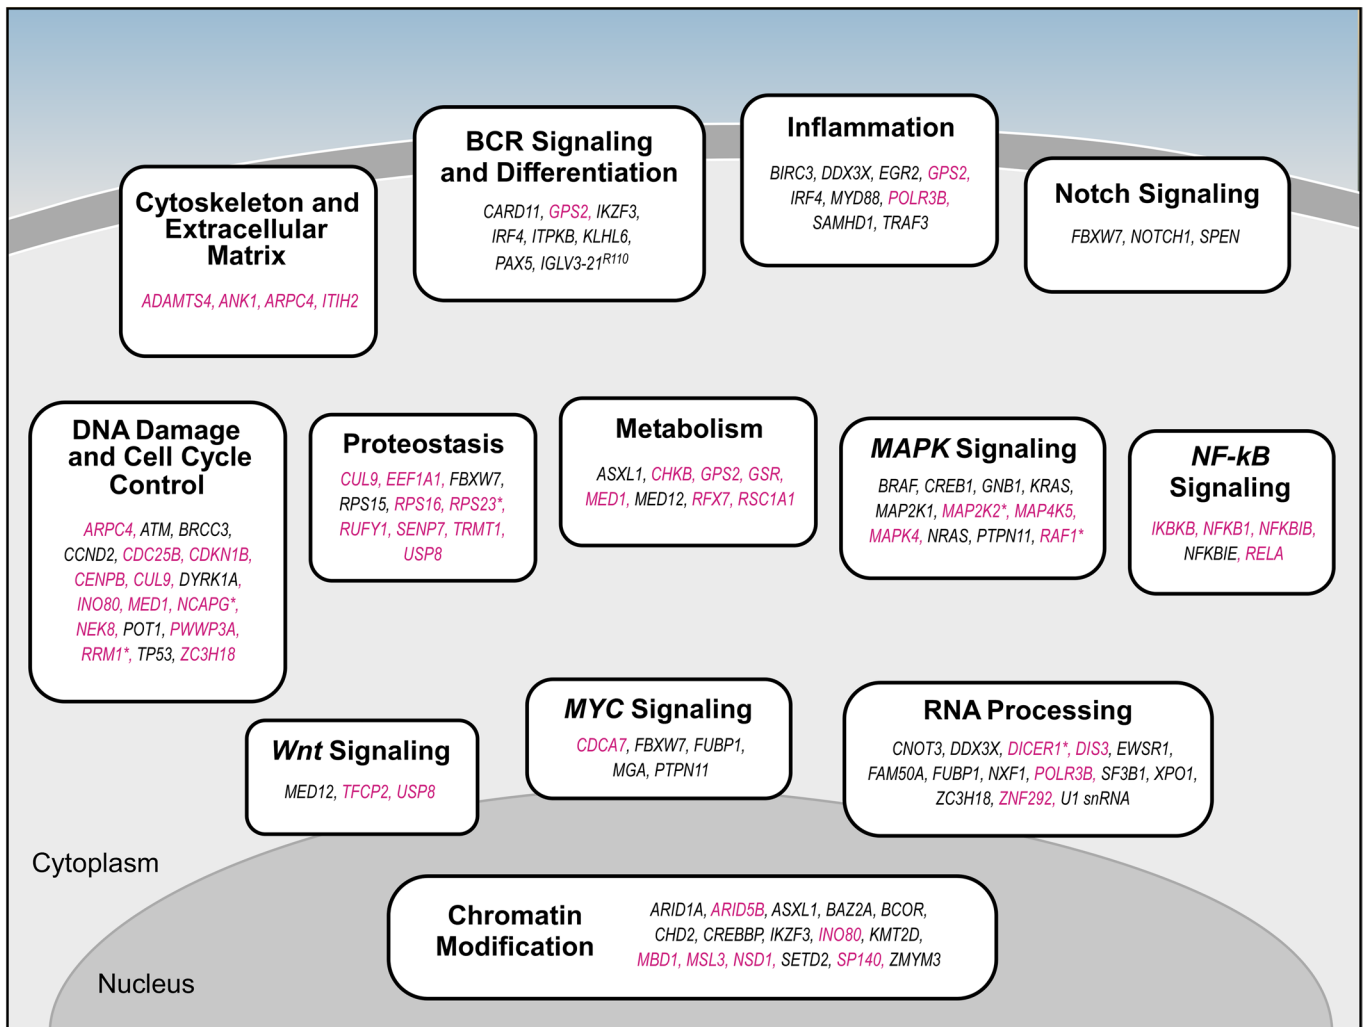 Cytoskeleton and
Extracellular
Matrix
ADAMTS4, ANK1, ARPC4, ITIH2
BCR Signaling
and Differentiation
CARD11, GPS2, IKZF3,
IRF4, ITPKB, KLHL6,
PAX5, IGLV3-21R110
Inflammation
BIRC3, DDX3X, EGR2, GPS2,
IRF4, MYD88, POLR3B,
SAMHD1, TRAF3
Notch Signaling
FBXW7, NOTCH1, SPEN
DNA Damage
and Cell Cycle
Control
ARPC4, ATM, BRCC3,
CCND2, CDC25B, CDKN1B,
CENPB, CUL9, DYRK1A,
INO80, MED1, NCAPG*,
NEK8, POT1, PWWP3A,
RRM1*, TP53, ZC3H18
Proteostasis
CUL9, EEF1A1, FBXW7,
RPS15, RPS16, RPS23*,
RUFY1, SENP7, TRMT1,
USP8
Metabolism
ASXL1, CHKB, GPS2, GSR,
MED1, MED12, RFX7, RSC1A1
MAPK Signaling
BRAF, CREB1, GNB1, KRAS,
MAP2K1, MAP2K2*, MAP4K5,
MAPK4, NRAS, PTPN11, RAF1*
NF-kB
Signaling
IKBKB, NFKB1, NFKBIB,
NFKBIE, RELA
Wnt Signaling
MED12, TFCP2, USP8
MYC Signaling
CDCA7, FBXW7, FUBP1,
MGA, PTPN11
RNA Processing
CNOT3, DDX3X, DICER1*, DIS3, EWSR1,
FAM50A, FUBP1, NXF1, POLR3B, SF3B1, XPO1,
ZC3H18, ZNF292, U1 snRNA
Cytoplasm
Chromatin
Modification
ARID1A, ARID5B, ASXL1, BAZ2A, BCOR,
CHD2, CREBBP, IKZF3, INO80, KMT2D,
MBD1, MSL3, NSD1, SETD2, SP140, ZMYM3
Nucleus